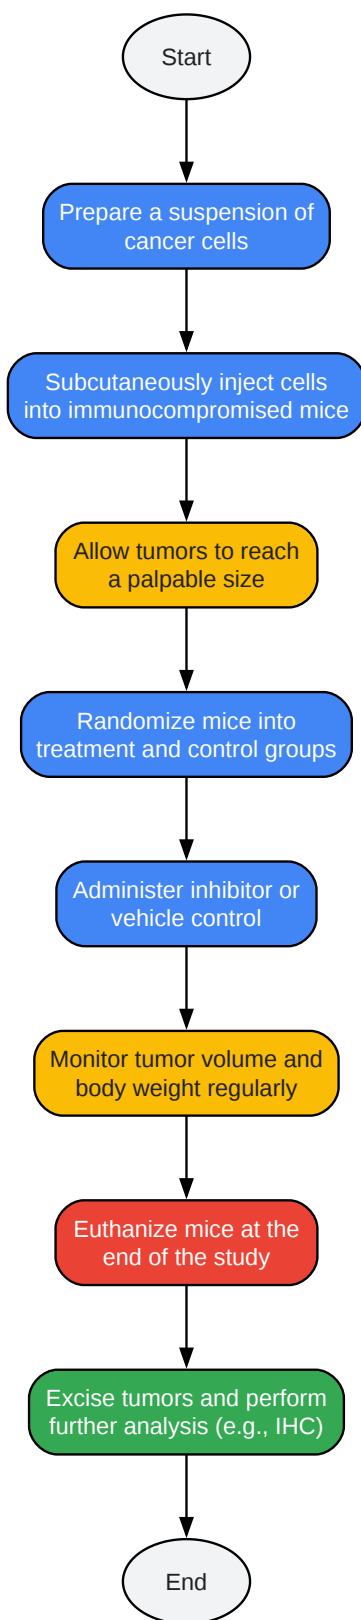 Start
Prepare a suspension of
cancer cells
Subcutaneously inject cells
into immunocompromised mice
Allow tumors to reach
a palpable size
Randomize mice into
treatment and control groups
Administer inhibitor or
vehicle control
Monitor tumor volume and
body weight regularly
Euthanize mice at the
end of the study
Excise tumors and perform
further analysis (e.g., IHC)
End